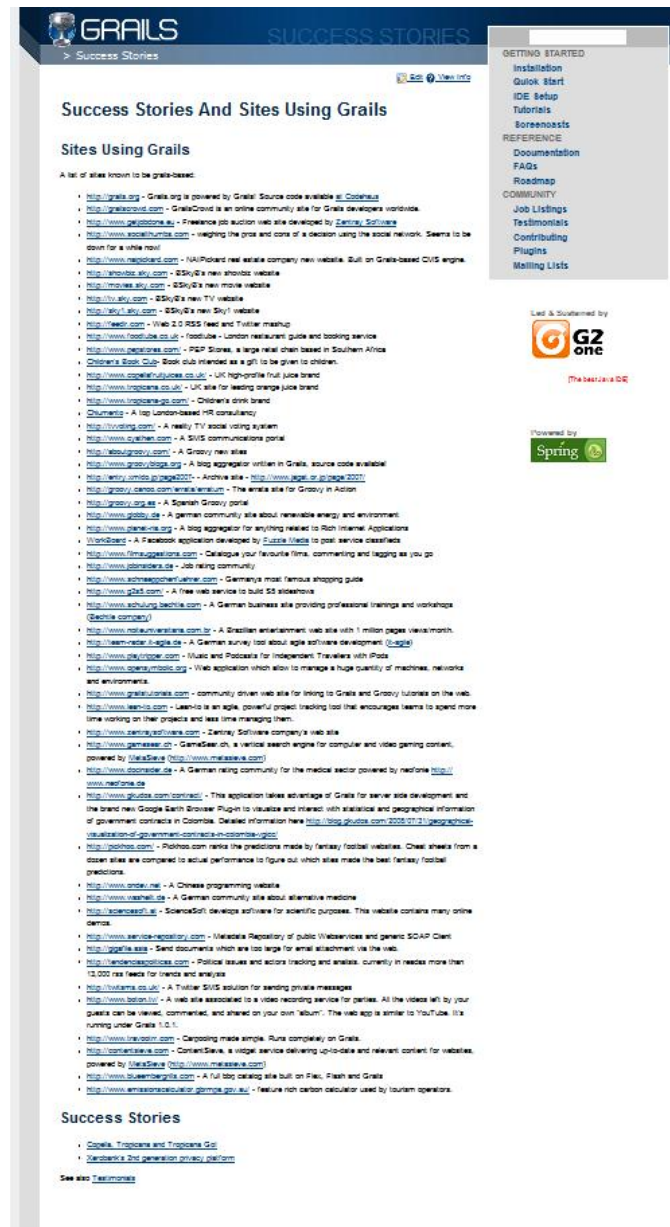 GRAILS
SUCCESS STORIES
> Success Stories
Edit View Info
Success Stories And Sites Using Grails
Sites Using Grails
A list of sites known to be grails-based:
http://grails.org - Grails.org is powered by Grails! Source code available at Codehaus
http://grailscrowd.com - GrailsCrowd is an online community site for Grails developers worldwide.
http://www.getjobdone.eu - Freelance job auction web site developed by Zentray Software
http://www.socialthumbs.com - weighing the pros and cons of a decision using the social network. Seems to be
down for a while now!
http://www.naipickard.com - NAI/Pickard real estate company new website. Built on Grails-based CMS engine.
http://showbiz.sky.com - BSkyB's new showbiz website
http://movies.sky.com - BSkyB's new movie website
http://tv.sky.com - BSkyB's new TV website
http://sky1.sky.com - BSkyB's new Sky1 website
http://feedr.com - Web 2.0 RSS feed and Twitter mashup
http://www.foodtube.co.uk - foodtube - London restaurant guide and booking service
http://www.pepstores.com/ - PEP Stores, a large retail chain based in Southern Africa
Children's Book Club- Book club intended as a gift to be given to children.
http://www.copellafruitjuices.co.uk/ - UK high-profile fruit juice brand
http://www.tropicana.co.uk/ - UK site for leading orange juice brand
http://www.tropicana-go.com/ - Children's drink brand
Chiumento - A top London-based HR consultancy
http://tvvoting.com/ - A reality TV social voting system
http://www.cyathen.com - A SMS communications portal
http://aboutgroovy.com/ - A Groovy new sites
http://www.groovyblogs.org - A blog aggregator written in Grails, source code available!
http://entry.xmldo.jp/page2007- - Archive site - http://www.jagat.or.jp/page/2007/
http://groovy.canoo.com/errata/erratum - The errata site for Groovy in Action
http://groovy.org.es - A Spanish Groovy portal
http://www.globby.de - A german community site about renewable energy and environment
http://www.planet-ria.org - A blog aggregator for anything related to Rich Internet Applications
WorkBoard - A Facebook application developed by Fuzzle Media to post service classifieds
http://www.filmsuggestions.com - Catalogue your favourite films, commenting and tagging as you go
http://www.jobinsiders.de - Job rating community
http://www.schnaeppchenfuehrer.com - Germanys most famous shopping guide
http://www.g2s5.com/ - A free web service to build S5 slideshows
http://www.schulung.bechtle.com - A German business site providing professional trainings and workshops
(Bechtle company)
http://www.noiteuniversitaria.com.br - A Brazilian entertainment web site with 1 million pages views/month.
http://team-radar.it-agile.de - A German survey tool about agile software development (it-agile)
http://www.playtripper.com - Music and Podcasts for Independent Travelers with iPods
http://www.opensymbolic.org - Web application which allow to manage a huge quantity of machines, networks
and environments.
http://www.grailstutorials.com - community driven web site for linking to Grails and Groovy tutorials on the web.
http://www.lean-to.com - Lean-to is an agile, powerful project tracking tool that encourages teams to spend more
time working on their projects and less time managing them.
http://www.zentraysoftware.com - Zentray Software company's web site
http://www.gamesear.ch - GameSear.ch, a vertical search engine for computer and video gaming content,
powered by MetaSieve (http://www.metasieve.com)
http://www.docinsider.de - A German rating community for the medical sector powered by neofonie http://
www.neofonie.de
http://www.gkudos.com/contract/ - This application takes advantage of Grails for server side development and
the brand new Google Earth Browser Plug-in to visualize and interact with statistical and geographical information
of government contracts in Colombia. Detailed information here http://blog.gkudos.com/2008/07/31/geographical-
visualization-of-government-contracts-in-colombia-vgicc/
http://pickhoo.com/ - Pickhoo.com ranks the predictions made by fantasy football websites. Cheat sheets from a
dozen sites are compared to actual performance to figure out which sites made the best fantasy football
predictions.
http://www.ondev.net - A Chinese programming website
http://www.washeilt.de - A German community site about alternative medicine
http://sciencesoft.at - ScienceSoft develops software for scientific purposes. This website contains many online
demos.
http://www.service-repository.com - Metadata Repository of public Webservices and generic SOAP Client
http://gigafile.asia - Send documents which are too large for email attachment via the web.
http://tendenciaspoliticas.com - Political issues and actors tracking and analisis. currently in readas more than
13,000 rss feeds for trends and analysis
http://twitsms.co.uk/ - A Twitter SMS solution for sending private messages
http://www.bolon.tv/ - A web site associated to a video recording service for parties. All the videos left by your
guests can be viewed, commented, and shared on your own "album". The web app is similar to YouTube. It's
running under Grails 1.0.1.
http://www.travoolr.com - Carpooling made simple. Runs completely on Grails.
http://contentsieve.com - ContentSieve, a widget service delivering up-to-date and relevant content for websites,
powered by MetaSieve (http://www.metasieve.com)
http://www.blueembergrills.com - A full bbq catalog site built on Flex, Flash and Grails
http://www.emissionscalculator.gbrmpa.gov.au/ - feature rich carbon calculator used by tourism operators.
Success Stories
Copella, Tropicana and Tropicana Go!
Xerobank's 2nd generation privacy platform
See also Testimonials
GETTING STARTED
Installation
Quick Start
IDE Setup
Tutorials
Screencasts
REFERENCE
Documentation
FAQs
Roadmap
COMMUNITY
Job Listings
Testimonials
Contributing
Plugins
Mailing Lists
Led & Sustained by
G2
one
[The best Java IDE]
Powered by
Spring